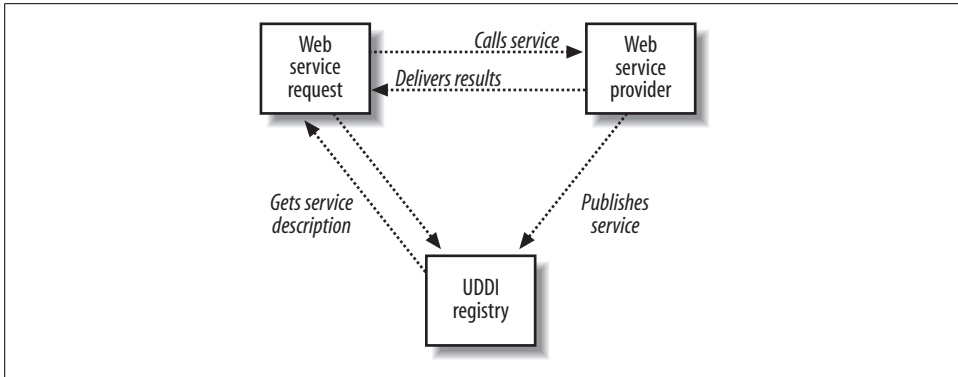 Web
service
request
Calls service
Delivers results
Web
service
provider
Gets service
description
Publishes
service
UDDI
registry